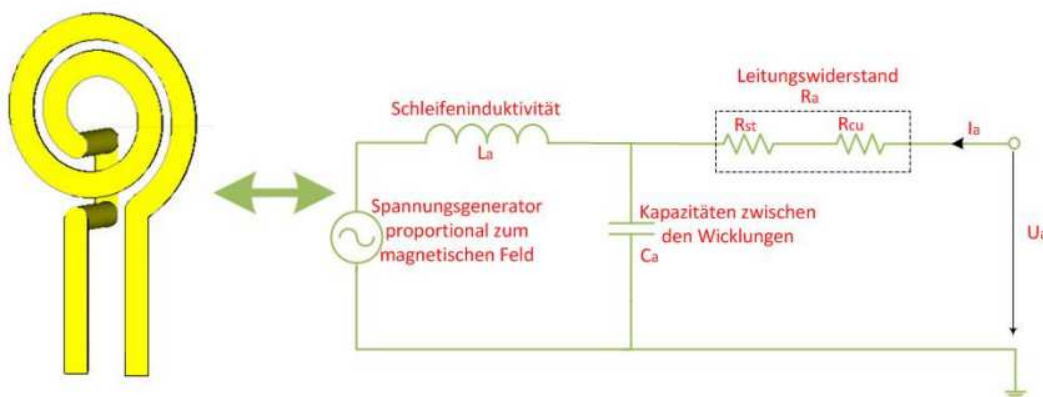 Leitungswiderstand
Ra
Schleifeninduktivität
La
Rst
Rcu
Ia
Spannungsgenerator
proportional zum
magnetischen Feld
Kapazitäten zwischen
den Wicklungen
Ca
Ua